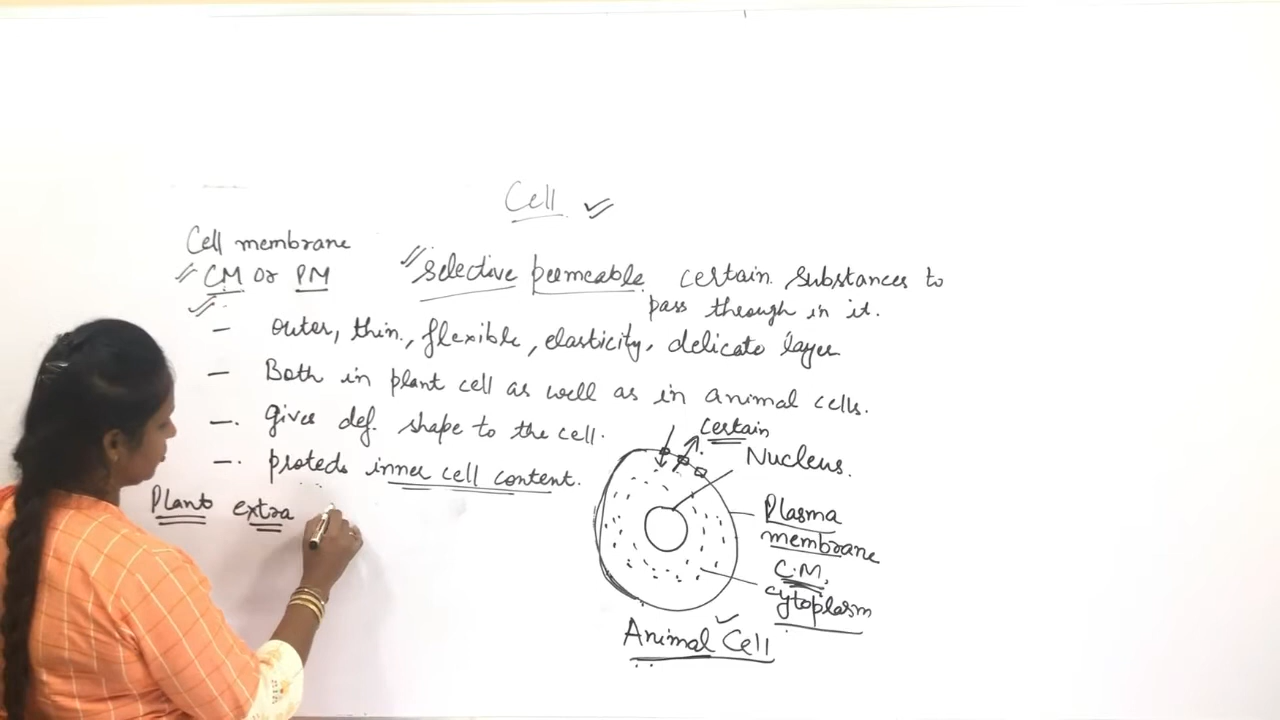 Cell
Cell membrane
CM or PM
selective permeable certain substances to
pass through in it.
- outer, thin, flexible, elasticity, delicate layer
- Both in plant cell as well as in animal cells.
- gives def. shape to the cell.
- protects inner cell content.
Plant extra
certain
Nucleus.
Plasma
membrane
C.M,
cytoplasm
Animal Cell